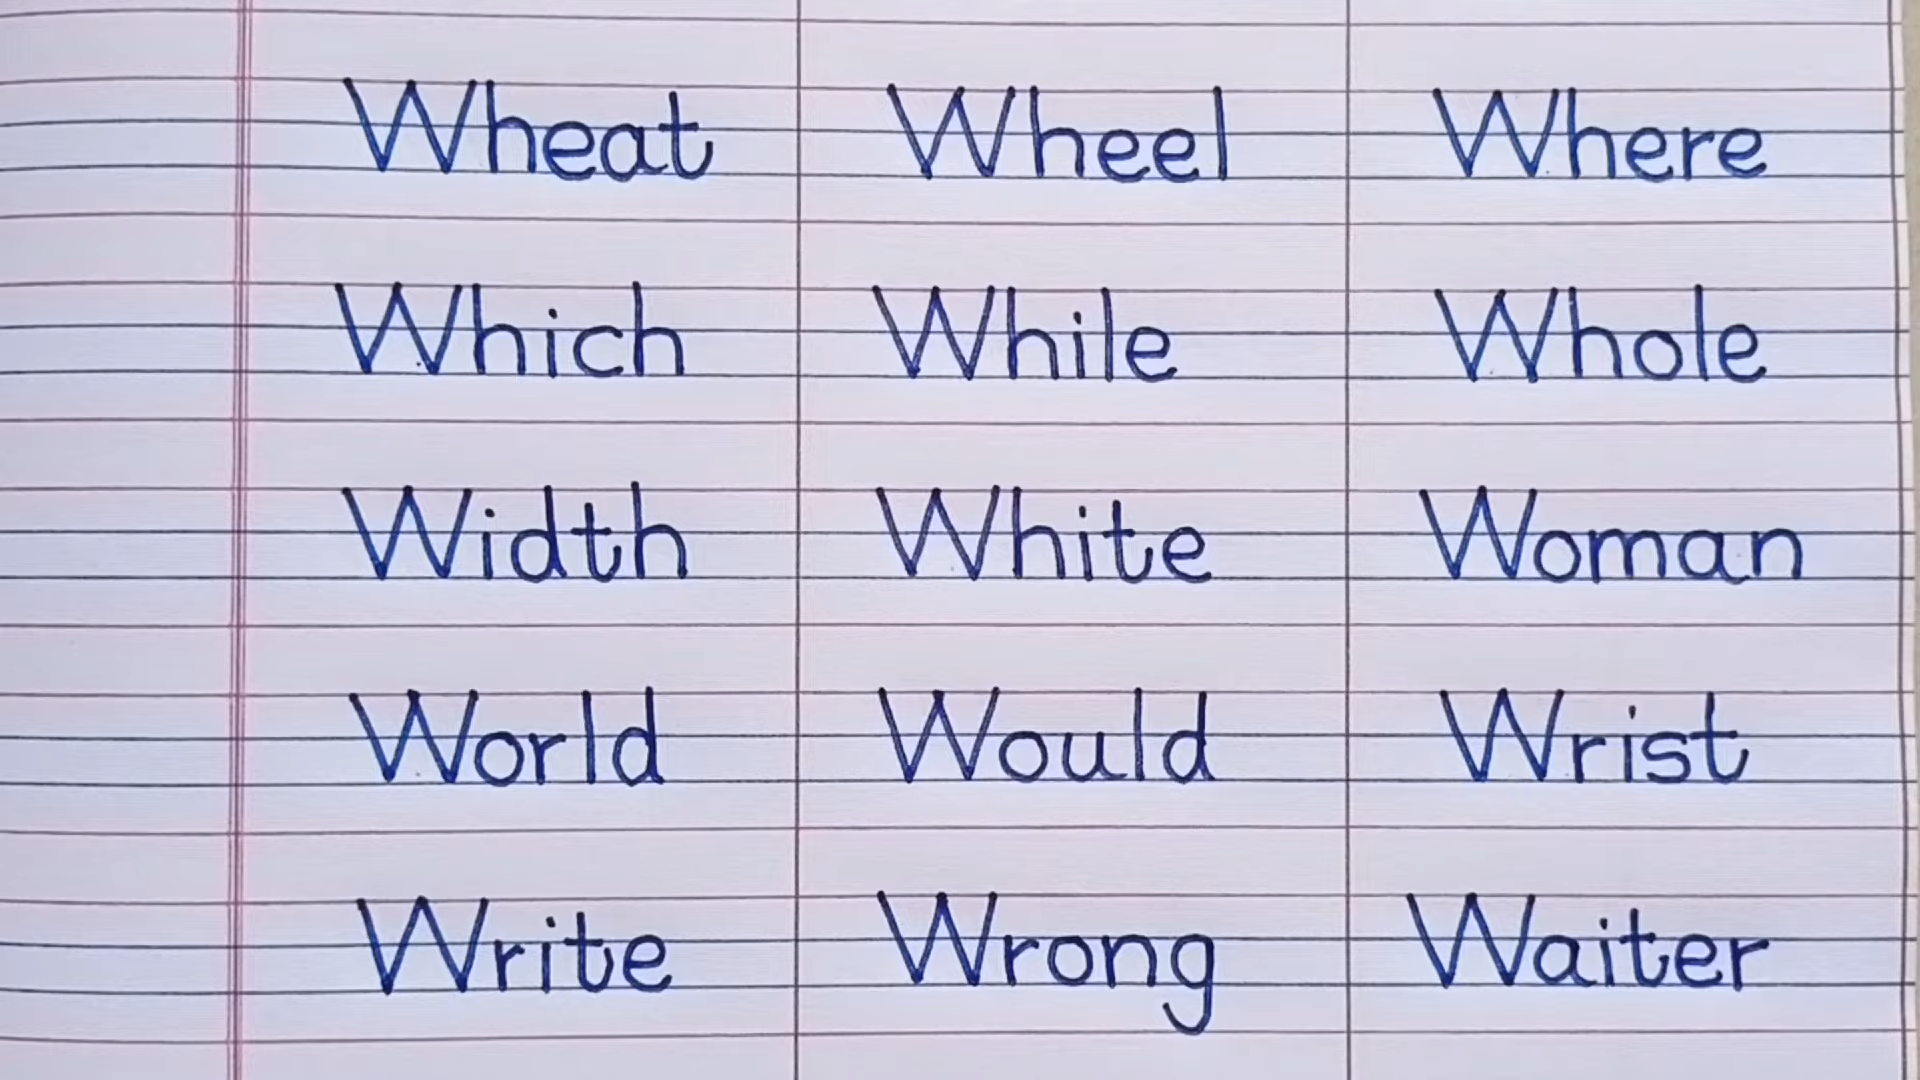 Wheat Wheel Where
Which While Whole
Width White Woman
World Would Wrist
Write Wrong Waiter